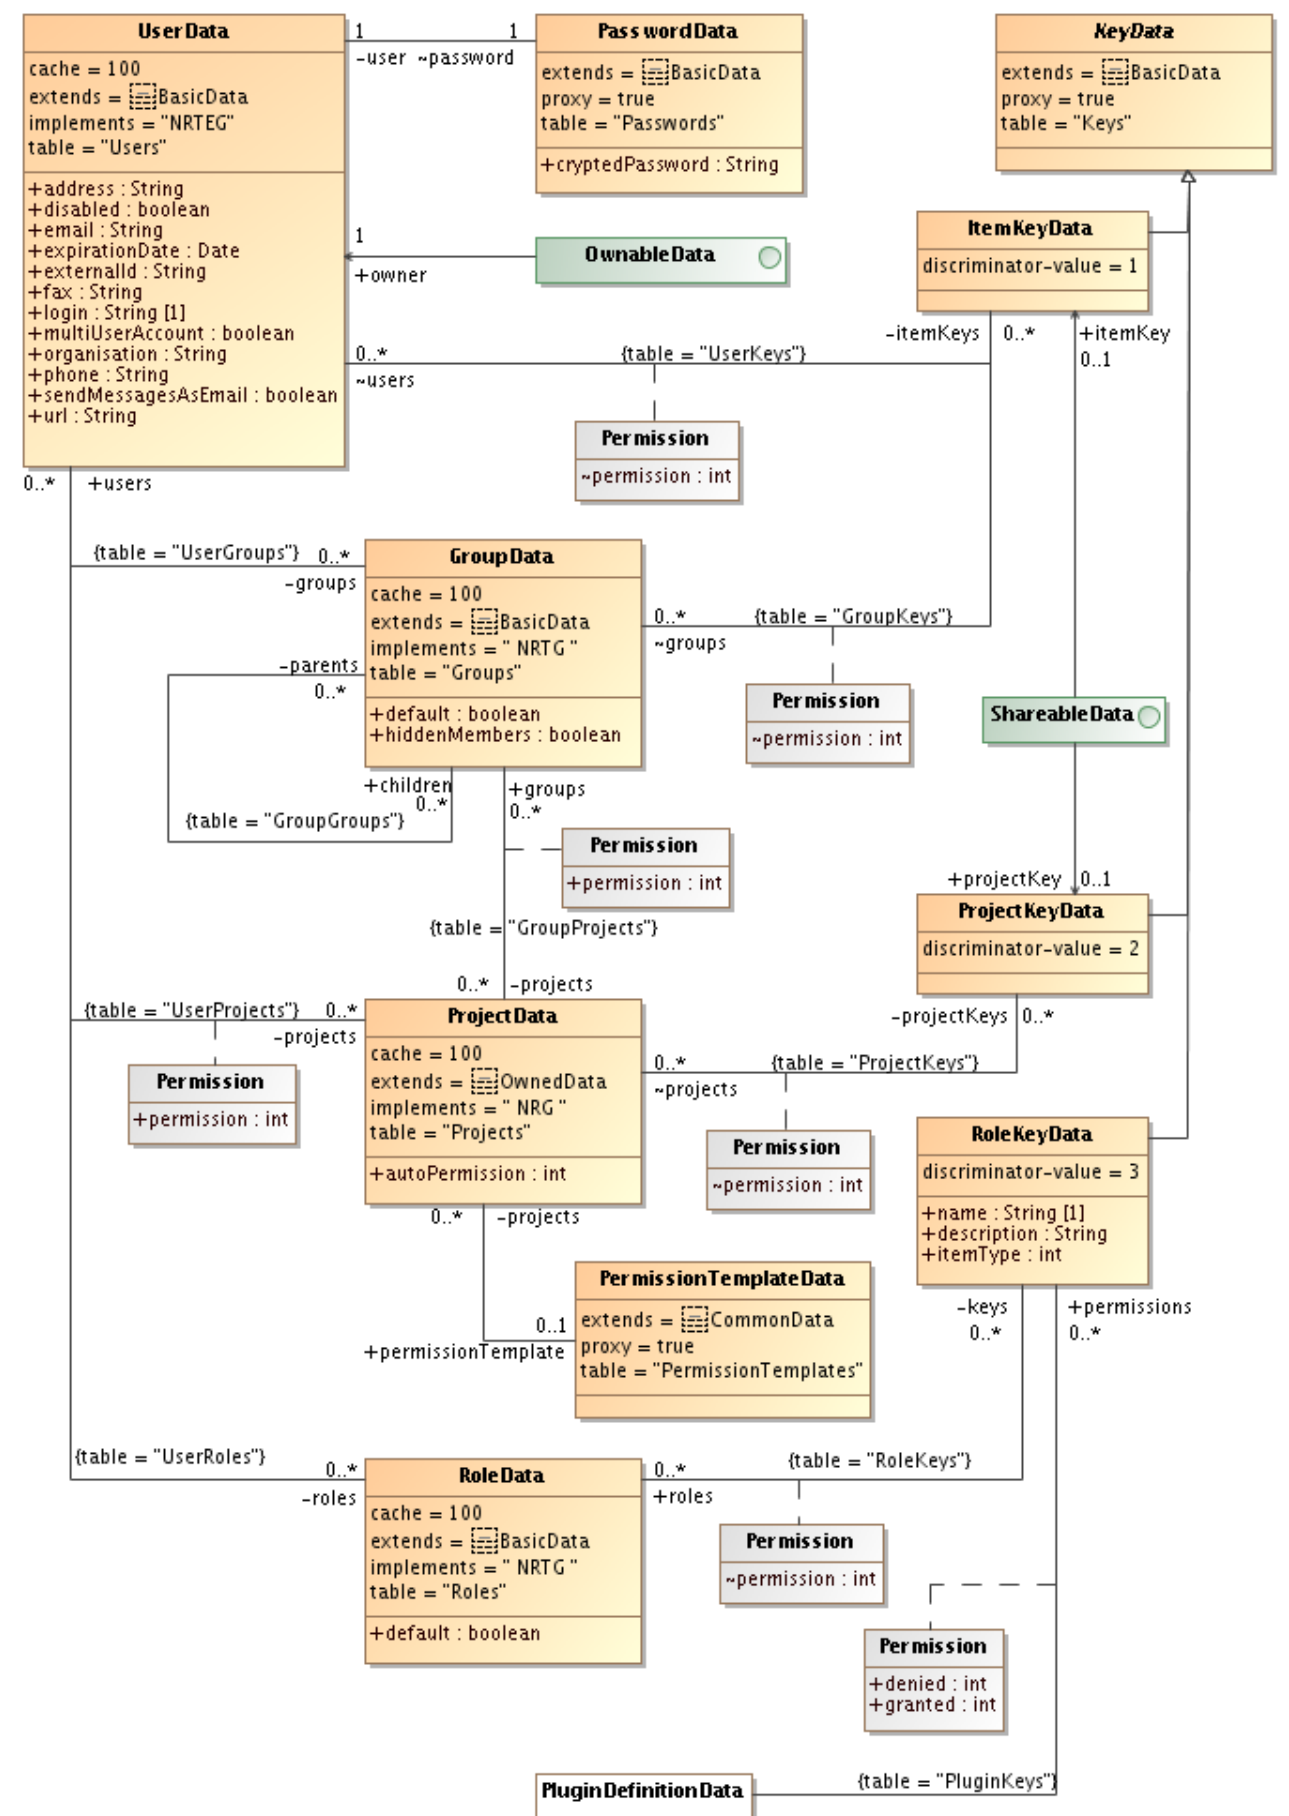 UserData
cache = 100
extends = BasicData
implements = "NRTEG"
table = "Users"
+address : String
+disabled : boolean
+email : String
+expirationDate : Date
+externalId : String
+fax : String
+login : String [1]
+multiUserAccount : boolean
+organisation : String
+phone : String
+sendMessagesAsEmail : boolean
+url : String
1
1
-user
~password
PasswordData
extends = BasicData
proxy = true
table = "Passwords"
+cryptedPassword : String
KeyData
extends = BasicData
proxy = true
table = "Keys"
1
+owner
OwnableData
ItemKeyData
discriminator-value = 1
-itemKeys
0..*
+itemKey
0..1
0..*
~users
{table = "UserKeys"}
Permission
~permission : int
0..*
+users
{table = "UserGroups"}
0..*
-groups
GroupData
cache = 100
extends = BasicData
implements = " NRTG "
table = "Groups"
+default : boolean
+hiddenMembers : boolean
0..*
~groups
{table = "GroupKeys"}
Permission
~permission : int
-parents
0..*
+children
0..*
{table = "GroupGroups"}
+groups
0..*
Permission
+permission : int
{table = "GroupProjects"}
0..*
-projects
ShareableData
+projectKey
0..1
ProjectKeyData
discriminator-value = 2
-projectKeys
0..*
{table = "UserProjects"}
0..*
-projects
Permission
+permission : int
ProjectData
cache = 100
extends = OwnedData
implements = " NRG "
table = "Projects"
+autoPermission : int
0..*
~projects
{table = "ProjectKeys"}
Permission
~permission : int
RoleKeyData
discriminator-value = 3
+name : String [1]
+description : String
+itemType : int
0..*
-projects
0..1
+permissionTemplate
PermissionTemplateData
extends = CommonData
proxy = true
table = "PermissionTemplates"
-keys
0..*
+permissions
0..*
{table = "UserRoles"}
0..*
-roles
RoleData
cache = 100
extends = BasicData
implements = " NRTG "
table = "Roles"
+default : boolean
0..*
+roles
{table = "RoleKeys"}
Permission
~permission : int
Permission
+denied : int
+granted : int
PluginDefinitionData
{table = "PluginKeys"}